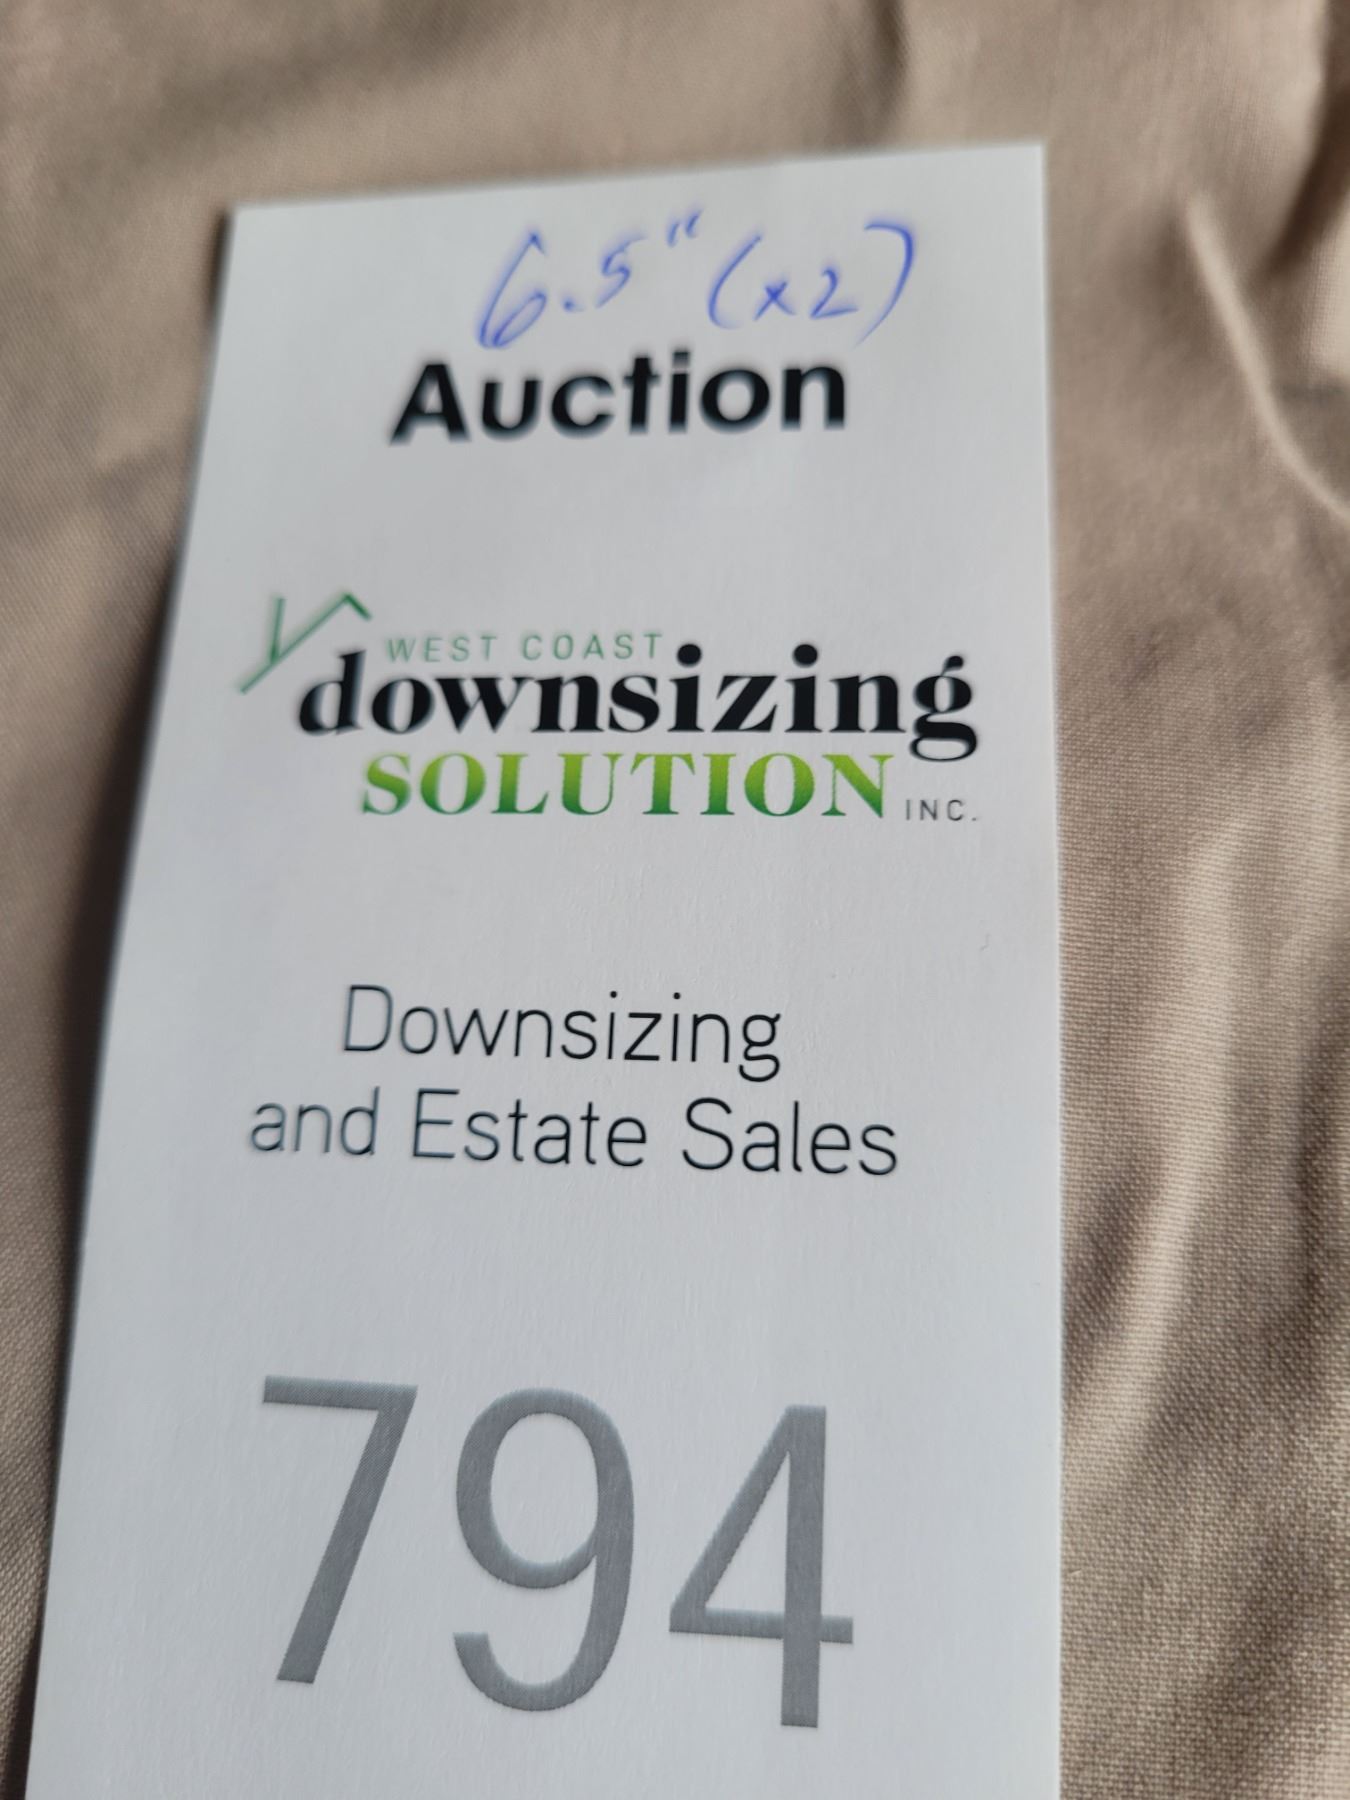 6.5" (x2)
Auction
WEST COAST
downsizing
SOLUTION INC.
Downsizing
and Estate Sales
794